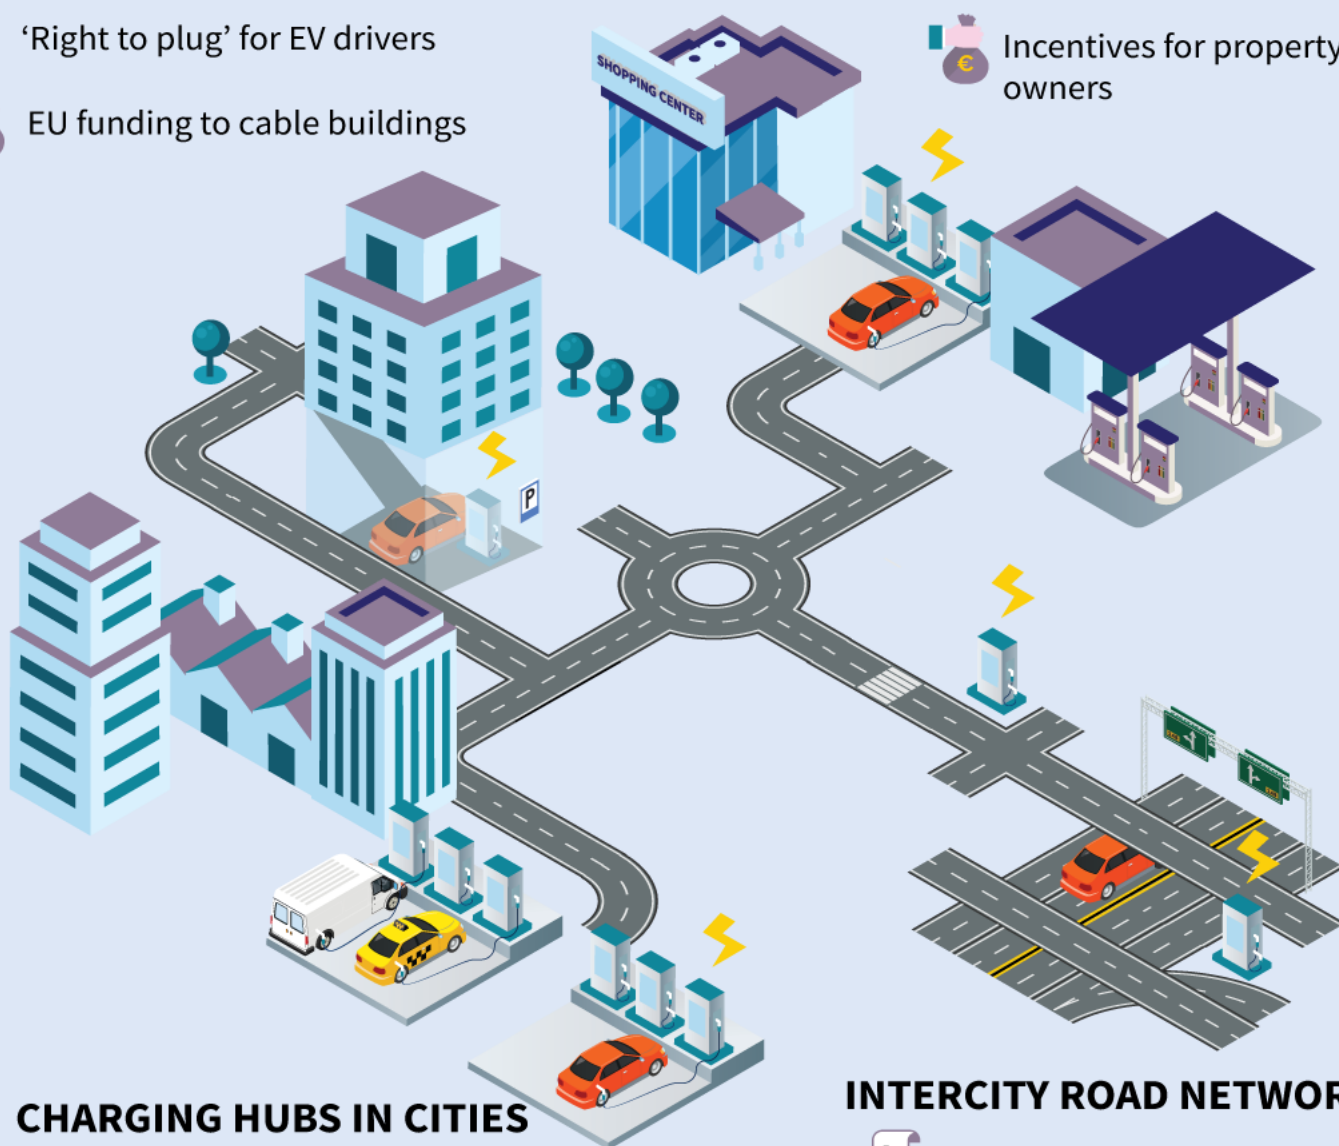 ‘Right to plug’ for EV drivers
EU funding to cable buildings
SHOPPING CENTER
€
Incentives for property
owners
P
TAXI
CHARGING HUBS IN CITIES
INTERCITY ROAD NETWOR